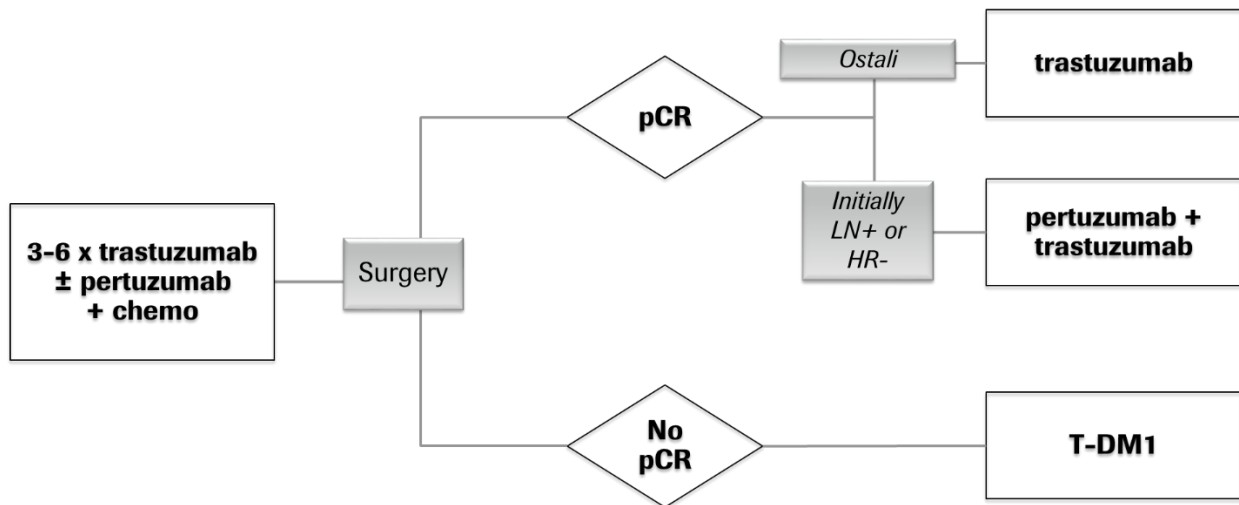 3-6 x trastuzumab
± pertuzumab
+ chemo
Surgery
pCR
Ostali
trastuzumab
Initially
LN+ or
HR-
pertuzumab +
trastuzumab
No
pCR
T-DM1